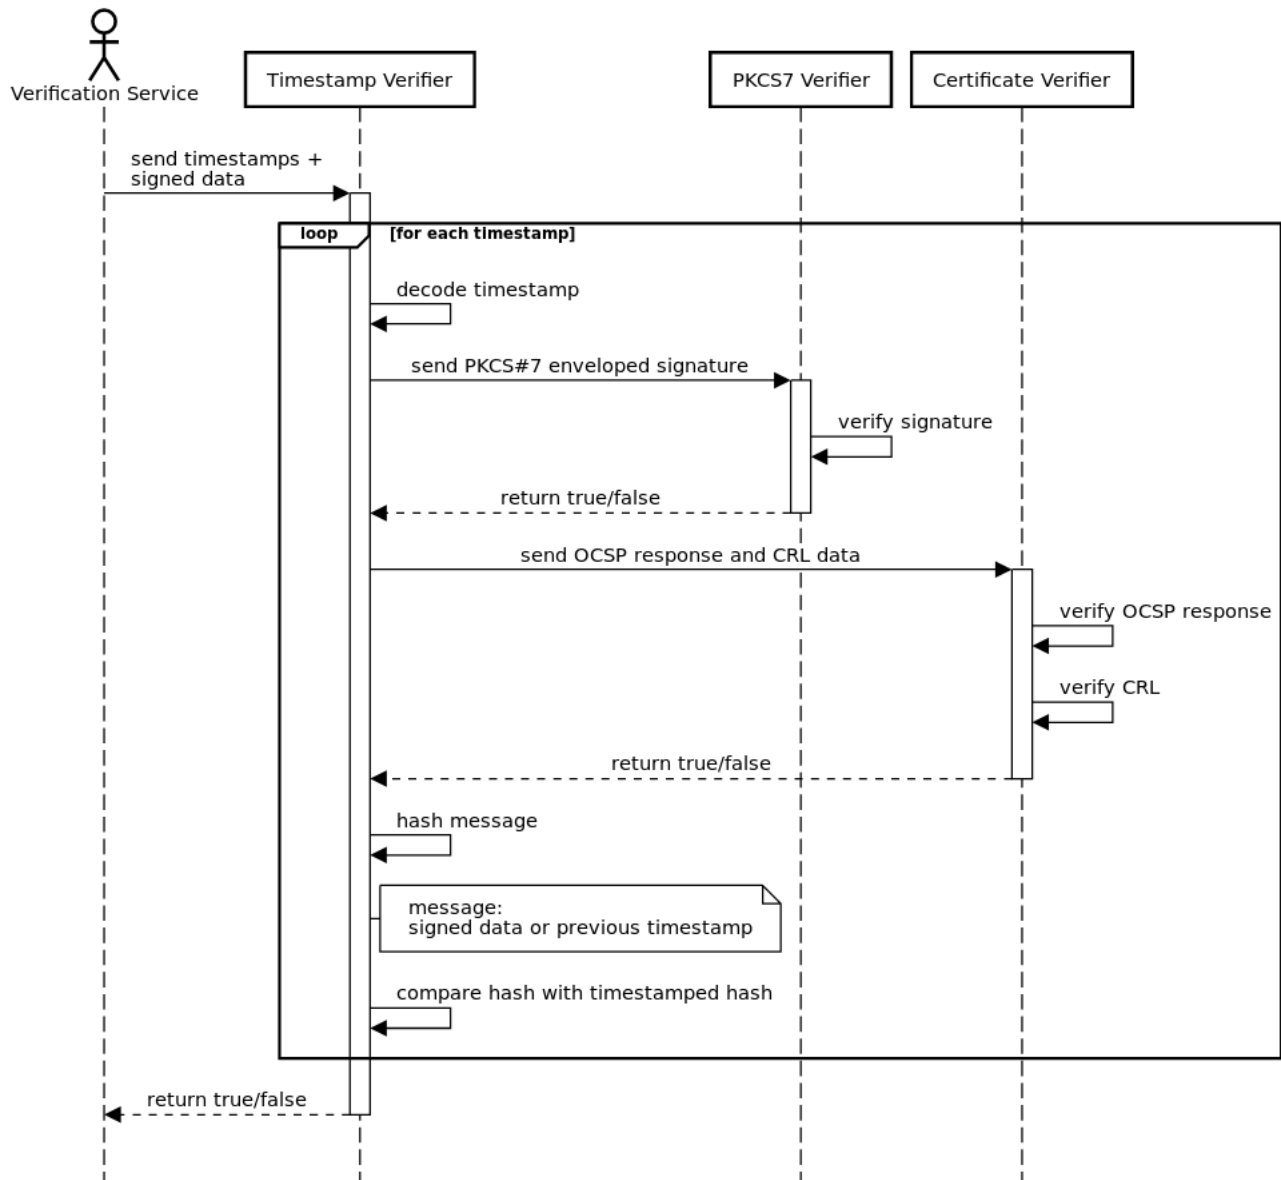 Verification Service
Timestamp Verifier
PKCS7 Verifier
Certificate Verifier
send timestamps +
signed data
loop
[for each timestamp]
decode timestamp
send PKCS#7 enveloped signature
verify signature
return true/false
send OCSP response and CRL data
verify OCSP response
verify CRL
return true/false
hash message
message:
signed data or previous timestamp
compare hash with timestamped hash
return true/false